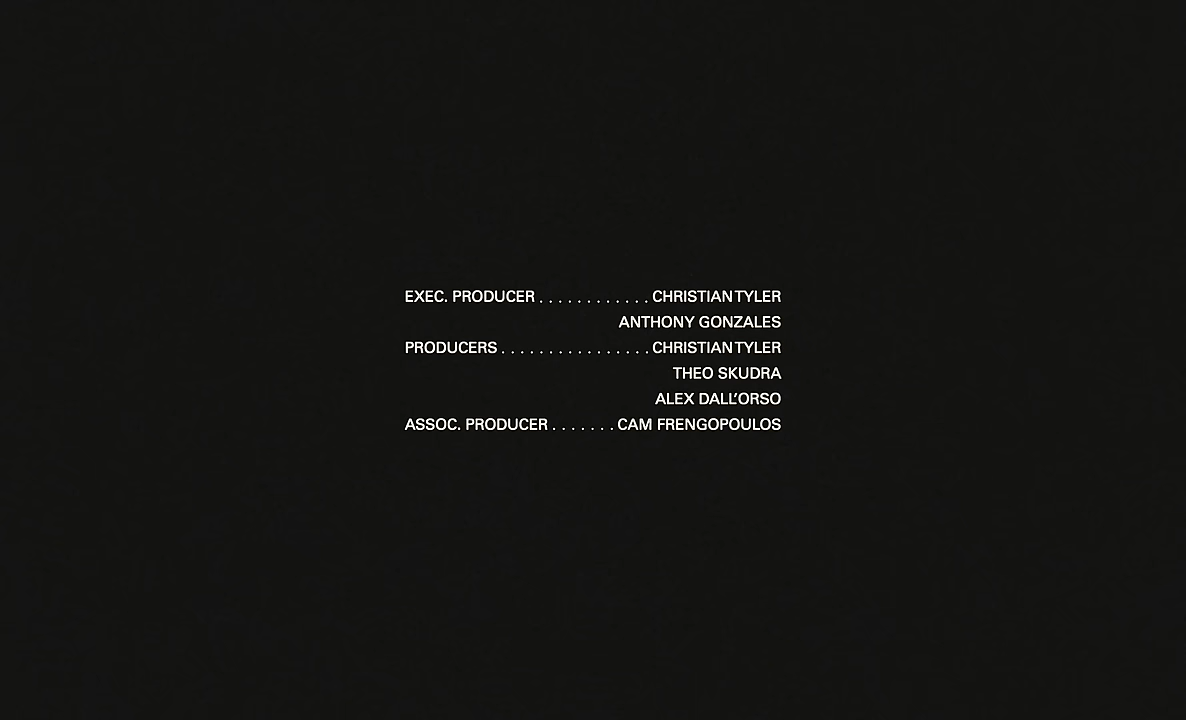 EXEC. PRODUCER . . . . . . . . . . . . CHRISTIAN TYLER
ANTHONY GONZALES
PRODUCERS . . . . . . . . . . . . . . . . CHRISTIAN TYLER
THEO SKUDRA
ALEX DALL'ORSO
ASSOC. PRODUCER . . . . . . . CAM FRENGOPOULOS